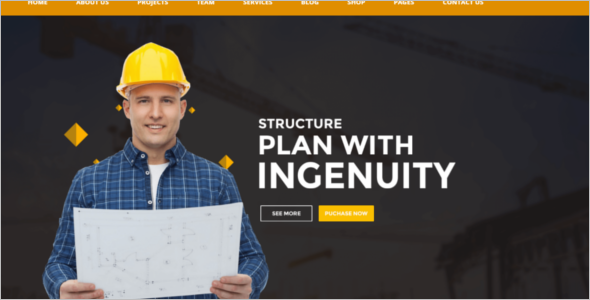 HOME ABOUT US PROJECTS TEAM SERVICES BLOG SHOP PAGES CONTACT US
STRUCTURE
PLAN WITH
INGENUITY
SEE MORE PUCHASE NOW